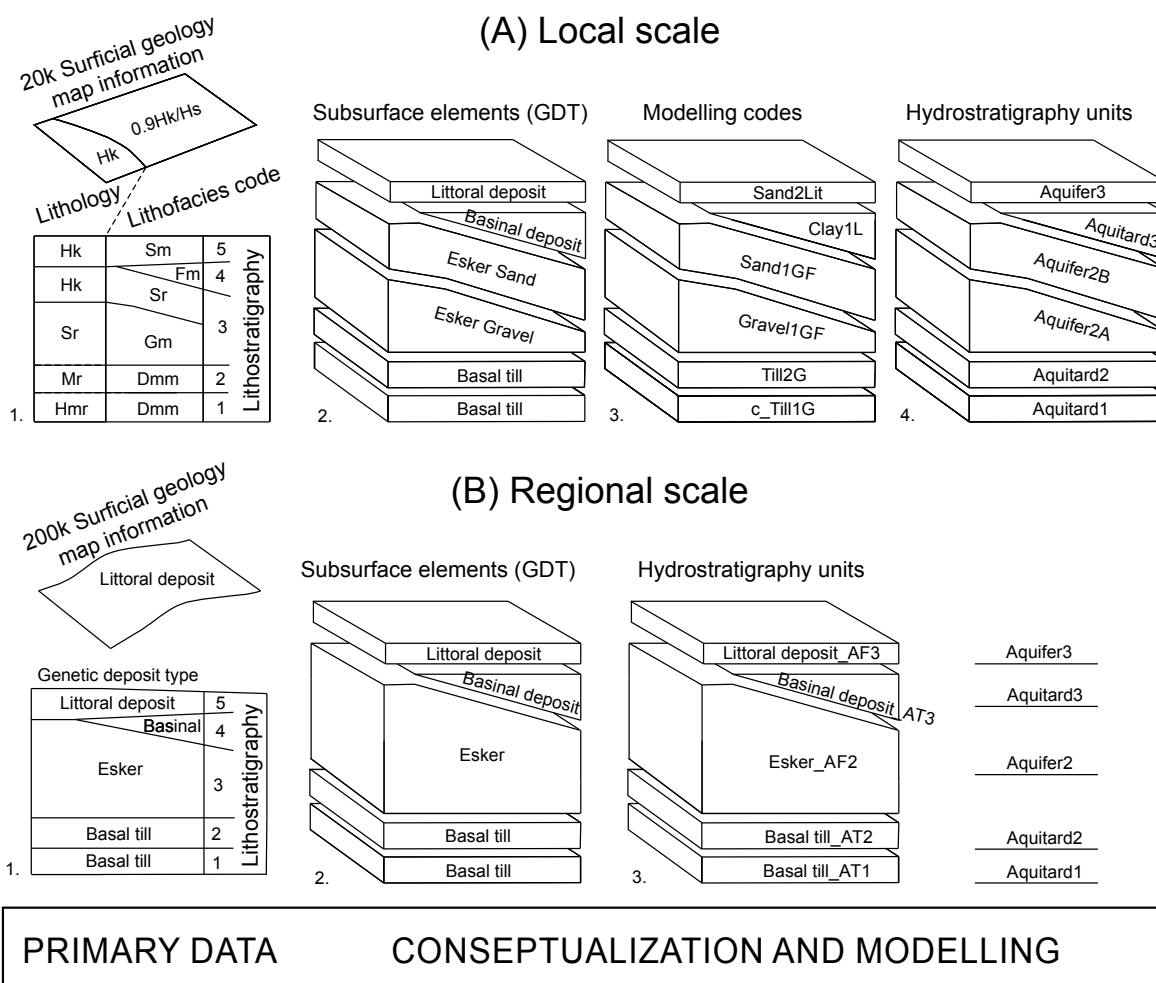 (A) Local scale
20k Surficial geology
map information
0.9Hk/Hs
Hk
Lithology
Lithofacies code
Hk Sm 5
Hk Fm 4
Sr
Sr Gm 3
Mr Dmm 2
Hmr Dmm 1
Lithostratigraphy
1.
Subsurface elements (GDT)
Littoral deposit
Basinal deposit
Esker Sand
Esker Gravel
Basal till
Basal till
2.
Modelling codes
Sand2Lit
Clay1L
Sand1GF
Gravel1GF
Till2G
c_Till1G
3.
Hydrostratigraphy units
Aquifer3
Aquitard3
Aquifer2B
Aquifer2A
Aquitard2
Aquitard1
4.
(B) Regional scale
200k Surficial geology
map information
Littoral deposit
Genetic deposit type
Littoral deposit 5
Basinal 4
Esker 3
Basal till 2
Basal till 1
Lithostratigraphy
1.
Subsurface elements (GDT)
Littoral deposit
Basinal deposit
Esker
Basal till
Basal till
2.
Hydrostratigraphy units
Littoral deposit_AF3
Basinal deposit_AT3
Esker_AF2
Basal till_AT2
Basal till_AT1
3.
Aquifer3
Aquitard3
Aquifer2
Aquitard2
Aquitard1
PRIMARY DATA
CONSEPTUALIZATION AND MODELLING